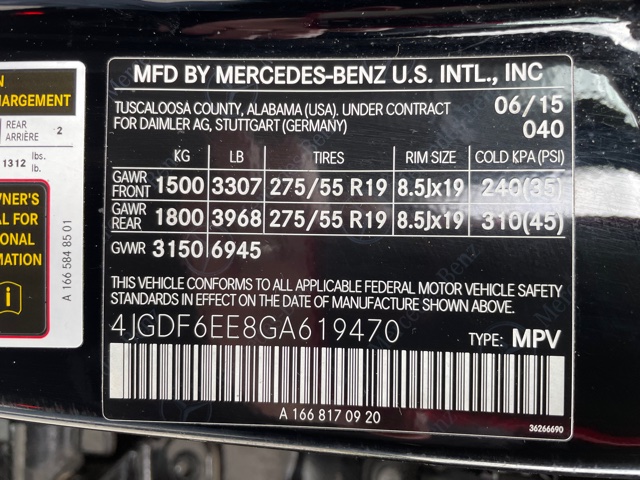 N
HARGEMENT
REAR
ARRIÈRE 2
1312 lbs.
lb.
WNER'S
AL FOR
IONAL
RMATION
i
A 166 584 85 01
MFD BY MERCEDES-BENZ U.S. INTL., INC
TUSCALOOSA COUNTY, ALABAMA (USA). UNDER CONTRACT 06/15
FOR DAIMLER AG, STUTTGART (GERMANY) 040
KG LB TIRES RIM SIZE COLD KPA (PSI)
GAWR FRONT 1500 3307 275/55 R19 8.5Jx19 240(35)
GAWR REAR 1800 3968 275/55 R19 8.5Jx19 310(45)
GVWR 3150 6945
THIS VEHICLE CONFORMS TO ALL APPLICABLE FEDERAL MOTOR VEHICLE SAFETY
STANDARDS IN EFFECT ON THE DATE OF MANUFACTURE SHOWN ABOVE.
4JGDF6EE8GA619470 TYPE: MPV
A 166 817 09 20
36266690